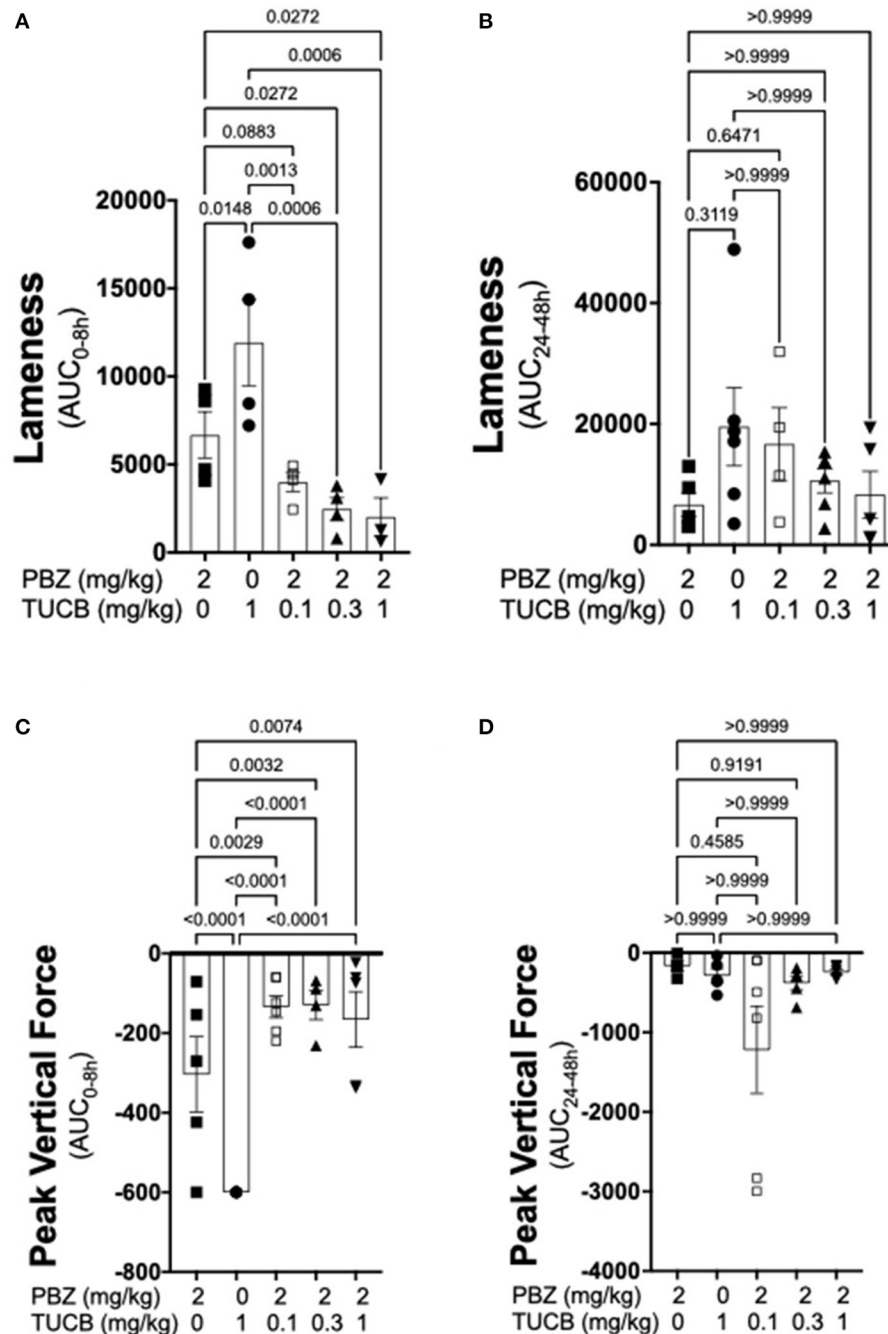 A
0.0272
0.0006
0.0272
0.0883
0.0013
0.0148
0.0006
20000
15000
10000
5000
0
Lameness
(AUC0-8h)
PBZ (mg/kg) 2 0 2 2 2
TUCB (mg/kg) 0 1 0.1 0.3 1
B
>0.9999
>0.9999
>0.9999
0.6471
>0.9999
0.3119
60000
40000
20000
0
Lameness
(AUC24-48h)
PBZ (mg/kg) 2 0 2 2 2
TUCB (mg/kg) 0 1 0.1 0.3 1
C
0.0074
0.0032
<0.0001
0.0029
<0.0001
<0.0001 <0.0001
0
-200
-400
-600
-800
Peak Vertical Force
(AUC0-8h)
PBZ (mg/kg) 2 0 2 2 2
TUCB (mg/kg) 0 1 0.1 0.3 1
D
>0.9999
0.9191
>0.9999
0.4585
>0.9999
>0.9999 >0.9999
0
-1000
-2000
-3000
-4000
Peak Vertical Force
(AUC24-48h)
PBZ (mg/kg) 2 0 2 2 2
TUCB (mg/kg) 0 1 0.1 0.3 1